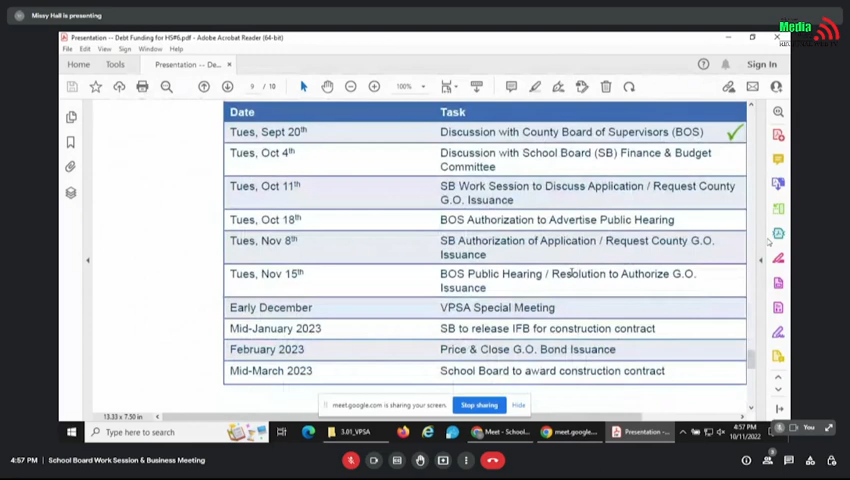 Missy Hall is presenting
Media
Presentation -- Debt Funding for HS#6.pdf - Adobe Acrobat Reader (64-bit)
File Edit View Sign Window Help
Home Tools Presentation -- De... × Sign In
9 / 10 100%
Date Task
Tues, Sept 20th Discussion with County Board of Supervisors (BOS)
Tues, Oct 4th Discussion with School Board (SB) Finance & Budget
Committee
Tues, Oct 11th SB Work Session to Discuss Application / Request County
G.O. Issuance
Tues, Oct 18th BOS Authorization to Advertise Public Hearing
Tues, Nov 8th SB Authorization of Application / Request County G.O.
Issuance
Tues, Nov 15th BOS Public Hearing / Resolution to Authorize G.O.
Issuance
Early December VPSA Special Meeting
Mid-January 2023 SB to release IFB for construction contract
February 2023 Price & Close G.O. Bond Issuance
Mid-March 2023 School Board to award construction contract
13.33 x 7.50 in
meet.google.com is sharing your screen. Stop sharing Hide
Type here to search 3.01_VPSA Meet - School... meet.google... Presentation -... 4:57 PM
10/11/2022
You
4:57 PM | School Board Work Session & Business Meeting